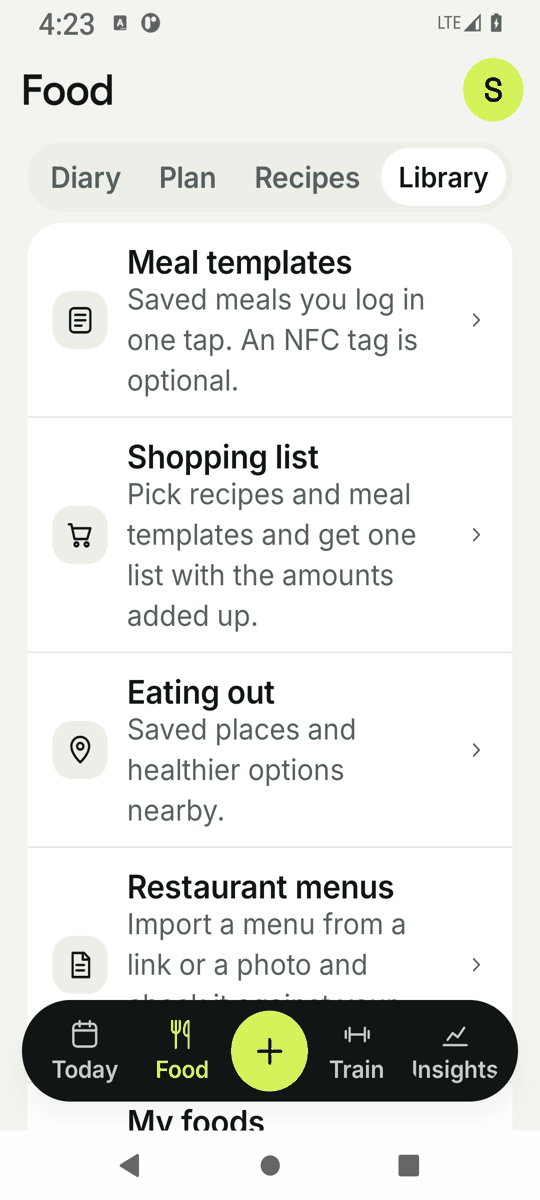 4:23
LTE
Food
S
Diary Plan Recipes Library
Meal templates
Saved meals you log in
one tap. An NFC tag is
optional.
Shopping list
Pick recipes and meal
templates and get one
list with the amounts
added up.
Eating out
Saved places and
healthier options
nearby.
Restaurant menus
Import a menu from a
link or a photo and
Today Food Train Insights
My foods